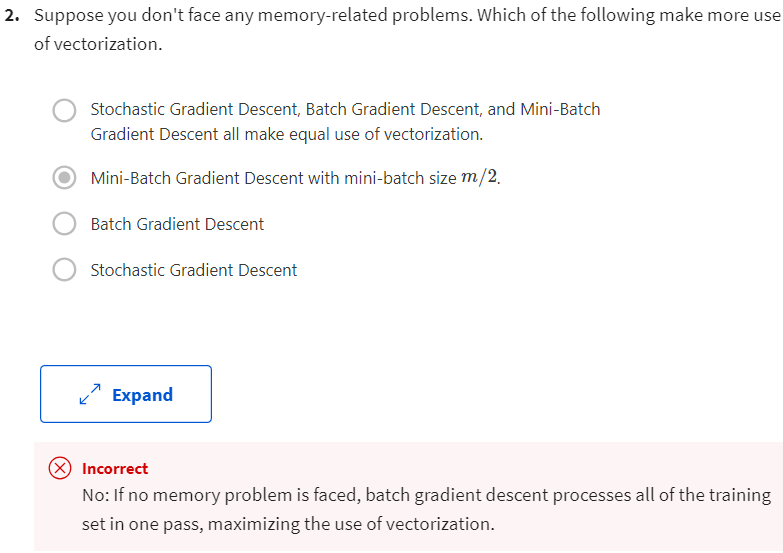 2. Suppose you don't face any memory-related problems. Which of the following make more use
of vectorization.
Stochastic Gradient Descent, Batch Gradient Descent, and Mini-Batch
Gradient Descent all make equal use of vectorization.
Mini-Batch Gradient Descent with mini-batch size m/2.
Batch Gradient Descent
Stochastic Gradient Descent
Expand
Incorrect
No: If no memory problem is faced, batch gradient descent processes all of the training
set in one pass, maximizing the use of vectorization.